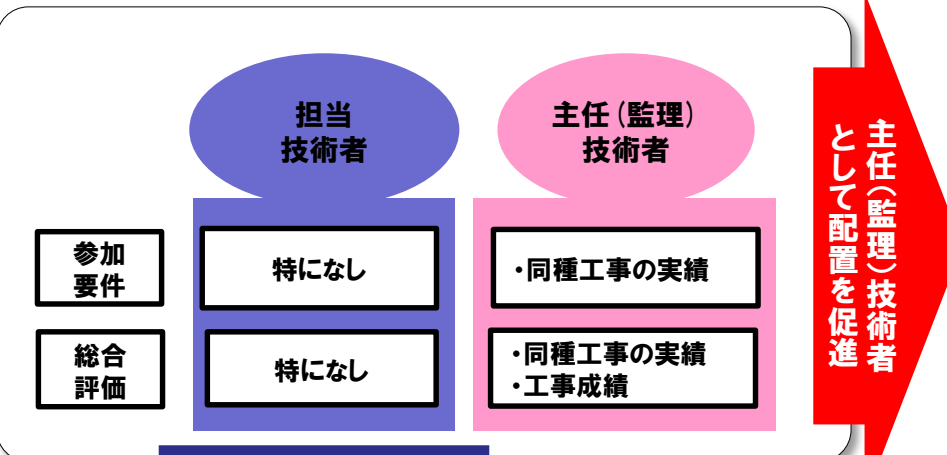 担当
技術者
主任(監理)
技術者
参加
要件
特になし
・同種工事の実績
総合
評価
特になし
・同種工事の実績
・工事成績
主任(監理)技術者
として配置を促進